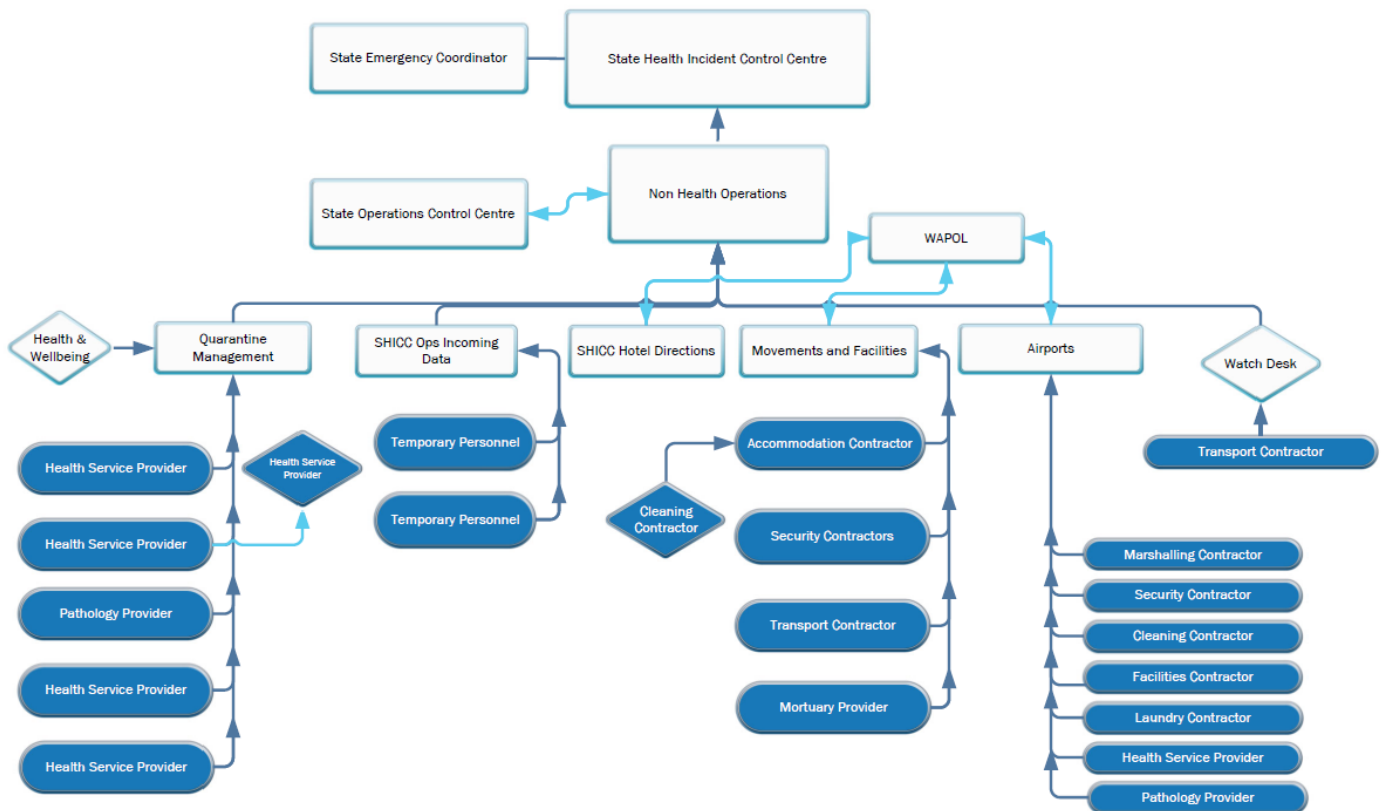 State Emergency Coordinator
State Health Incident Control Centre
Non Health Operations
State Operations Control Centre
WAPOL
Health &
Wellbeing
Quarantine
Management
SHICC Ops Incoming
Data
SHICC Hotel Directions
Movements and Facilities
Airports
Watch Desk
Health Service Provider
Health Service
Provider
Health Service Provider
Pathology Provider
Health Service Provider
Health Service Provider
Temporary Personnel
Temporary Personnel
Accommodation Contractor
Cleaning
Contractor
Security Contractors
Transport Contractor
Mortuary Provider
Transport Contractor
Marshalling Contractor
Security Contractor
Cleaning Contractor
Facilities Contractor
Laundry Contractor
Health Service Provider
Pathology Provider